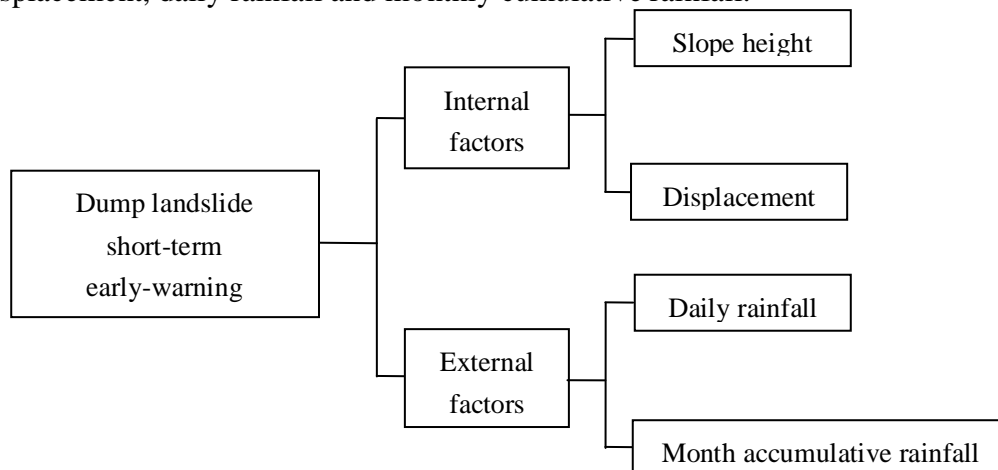 displacement, daily rainfall and monthly cumulative rainfall.
Slope height
Internal
factors
Displacement
Dump landslide
short-term
early-warning
Daily rainfall
External
factors
Month accumulative rainfall